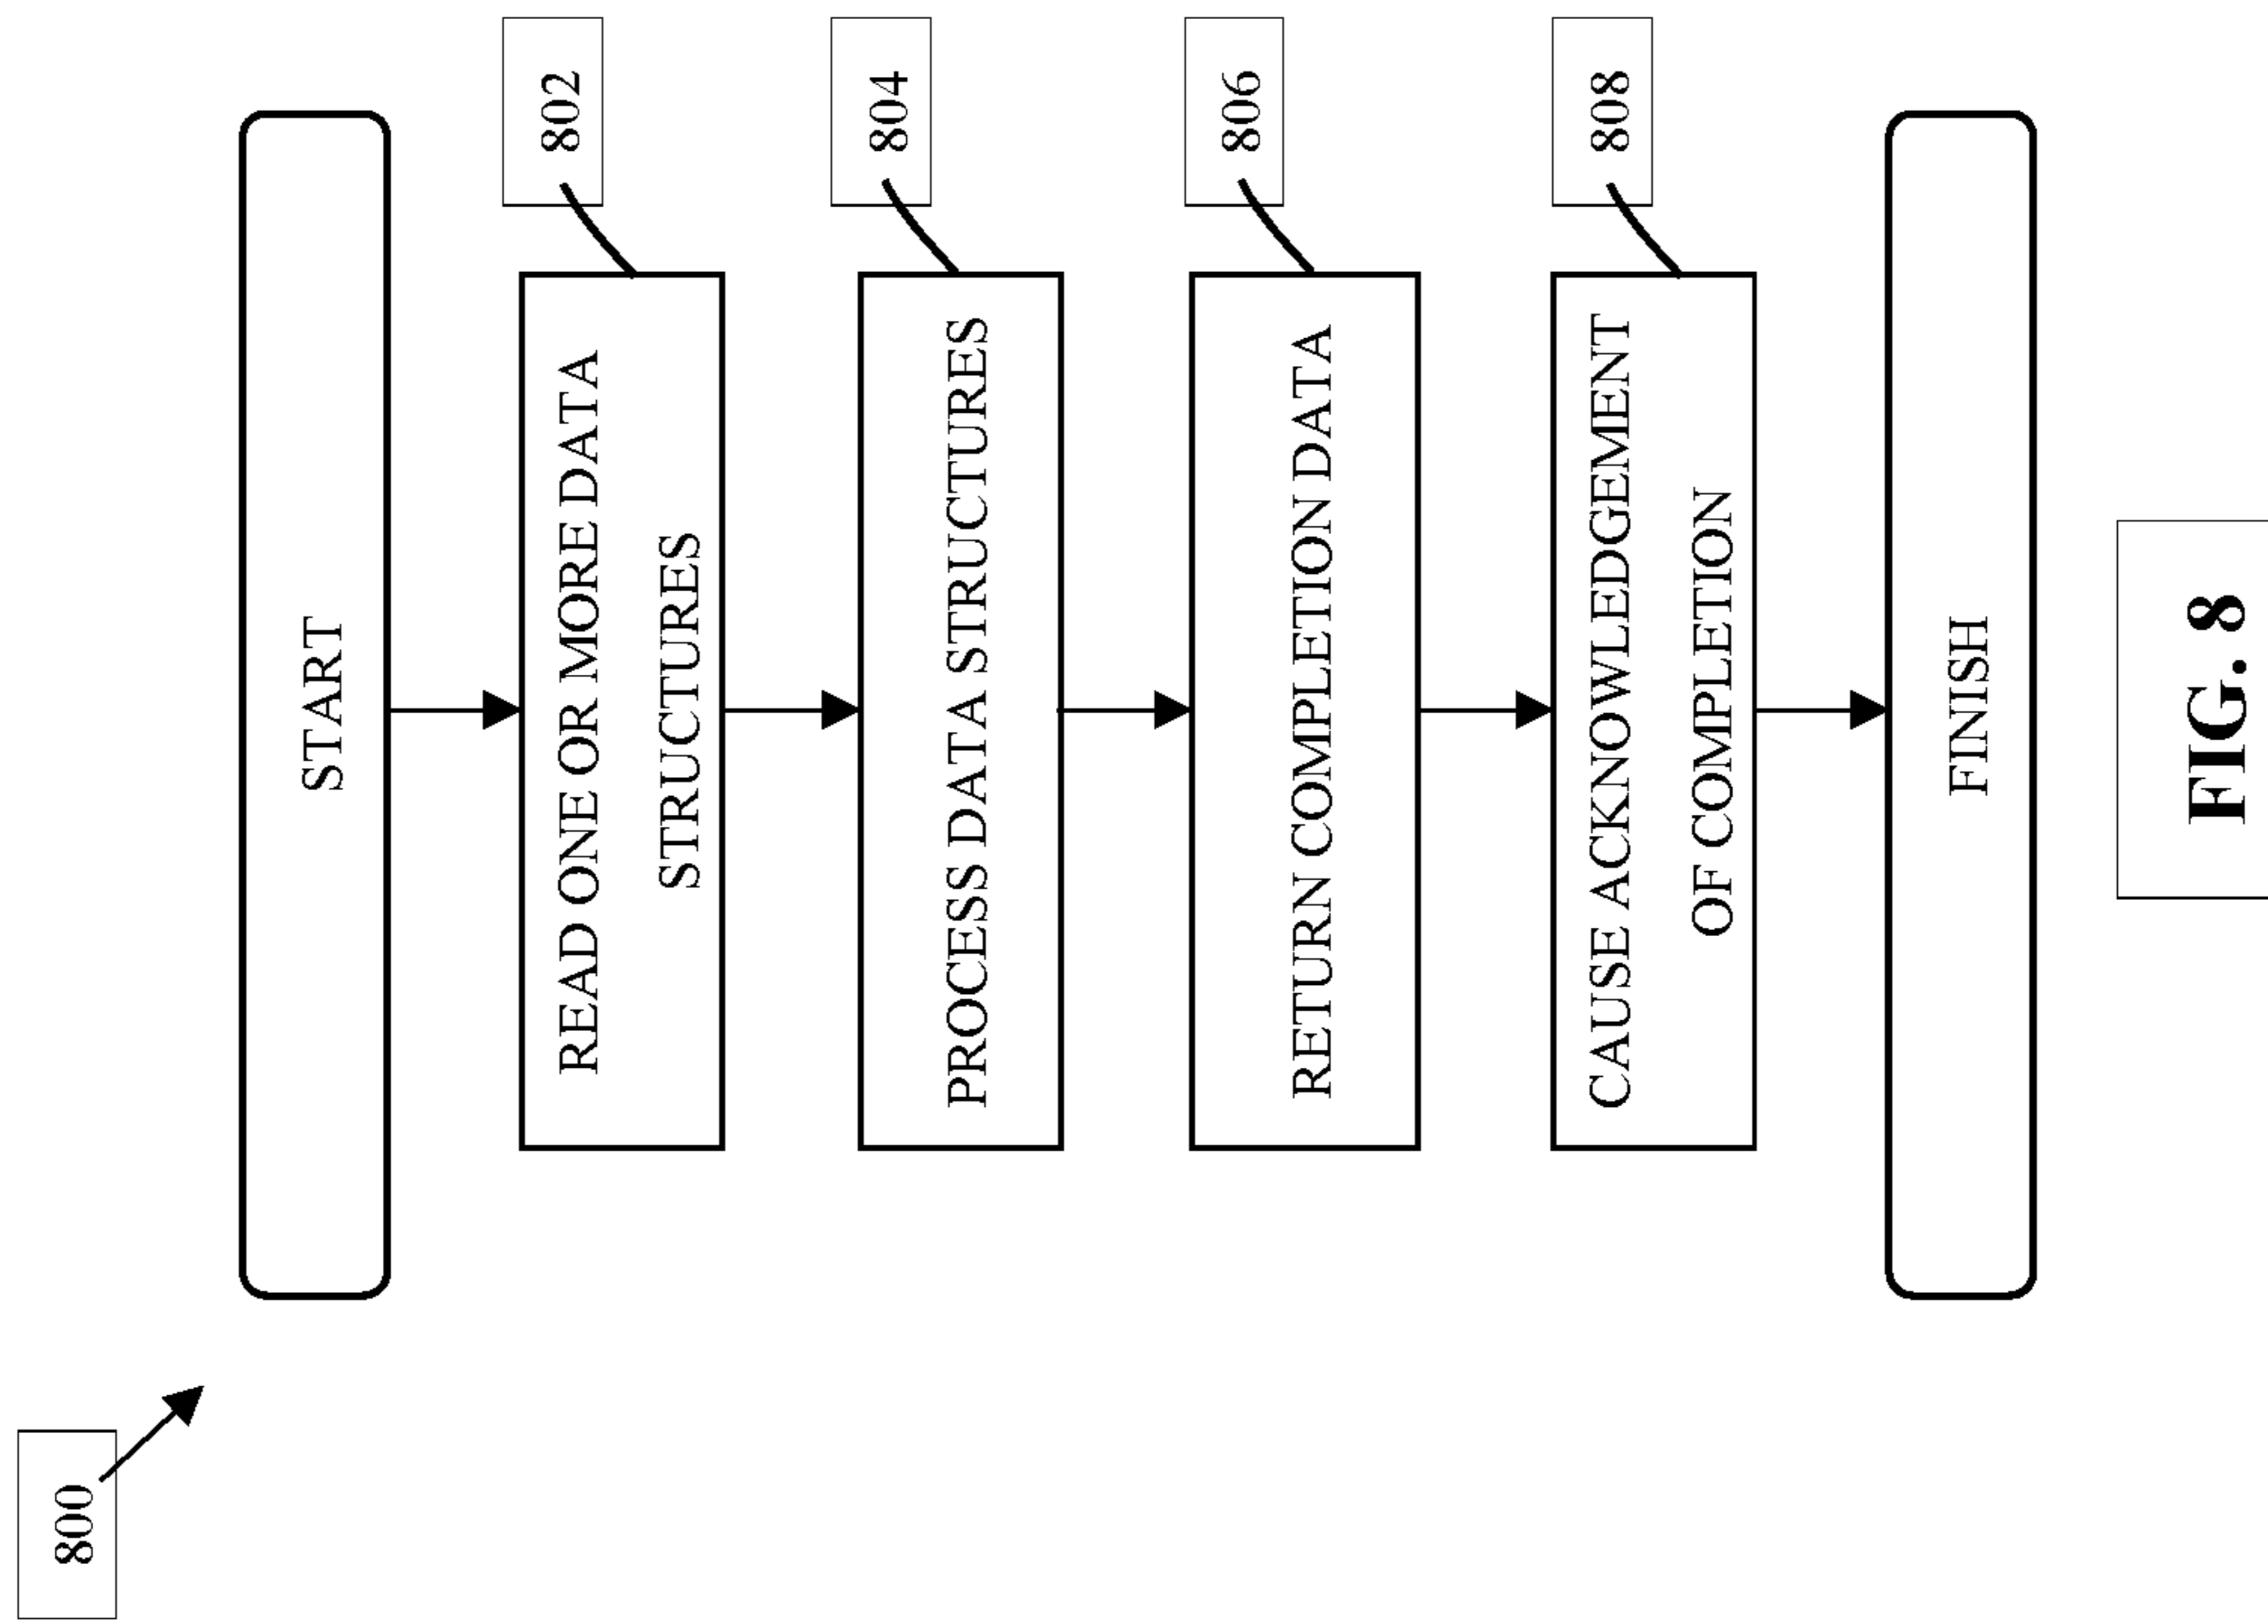 800
START
802
READ ONE OR MORE DATA
STRUCTURES
804
PROCESS DATA STRUCTURES
806
RETURN COMPLETION DATA
808
CAUSE ACKNOWLEDGEMENT
OF COMPLETION
FINISH
FIG. 8